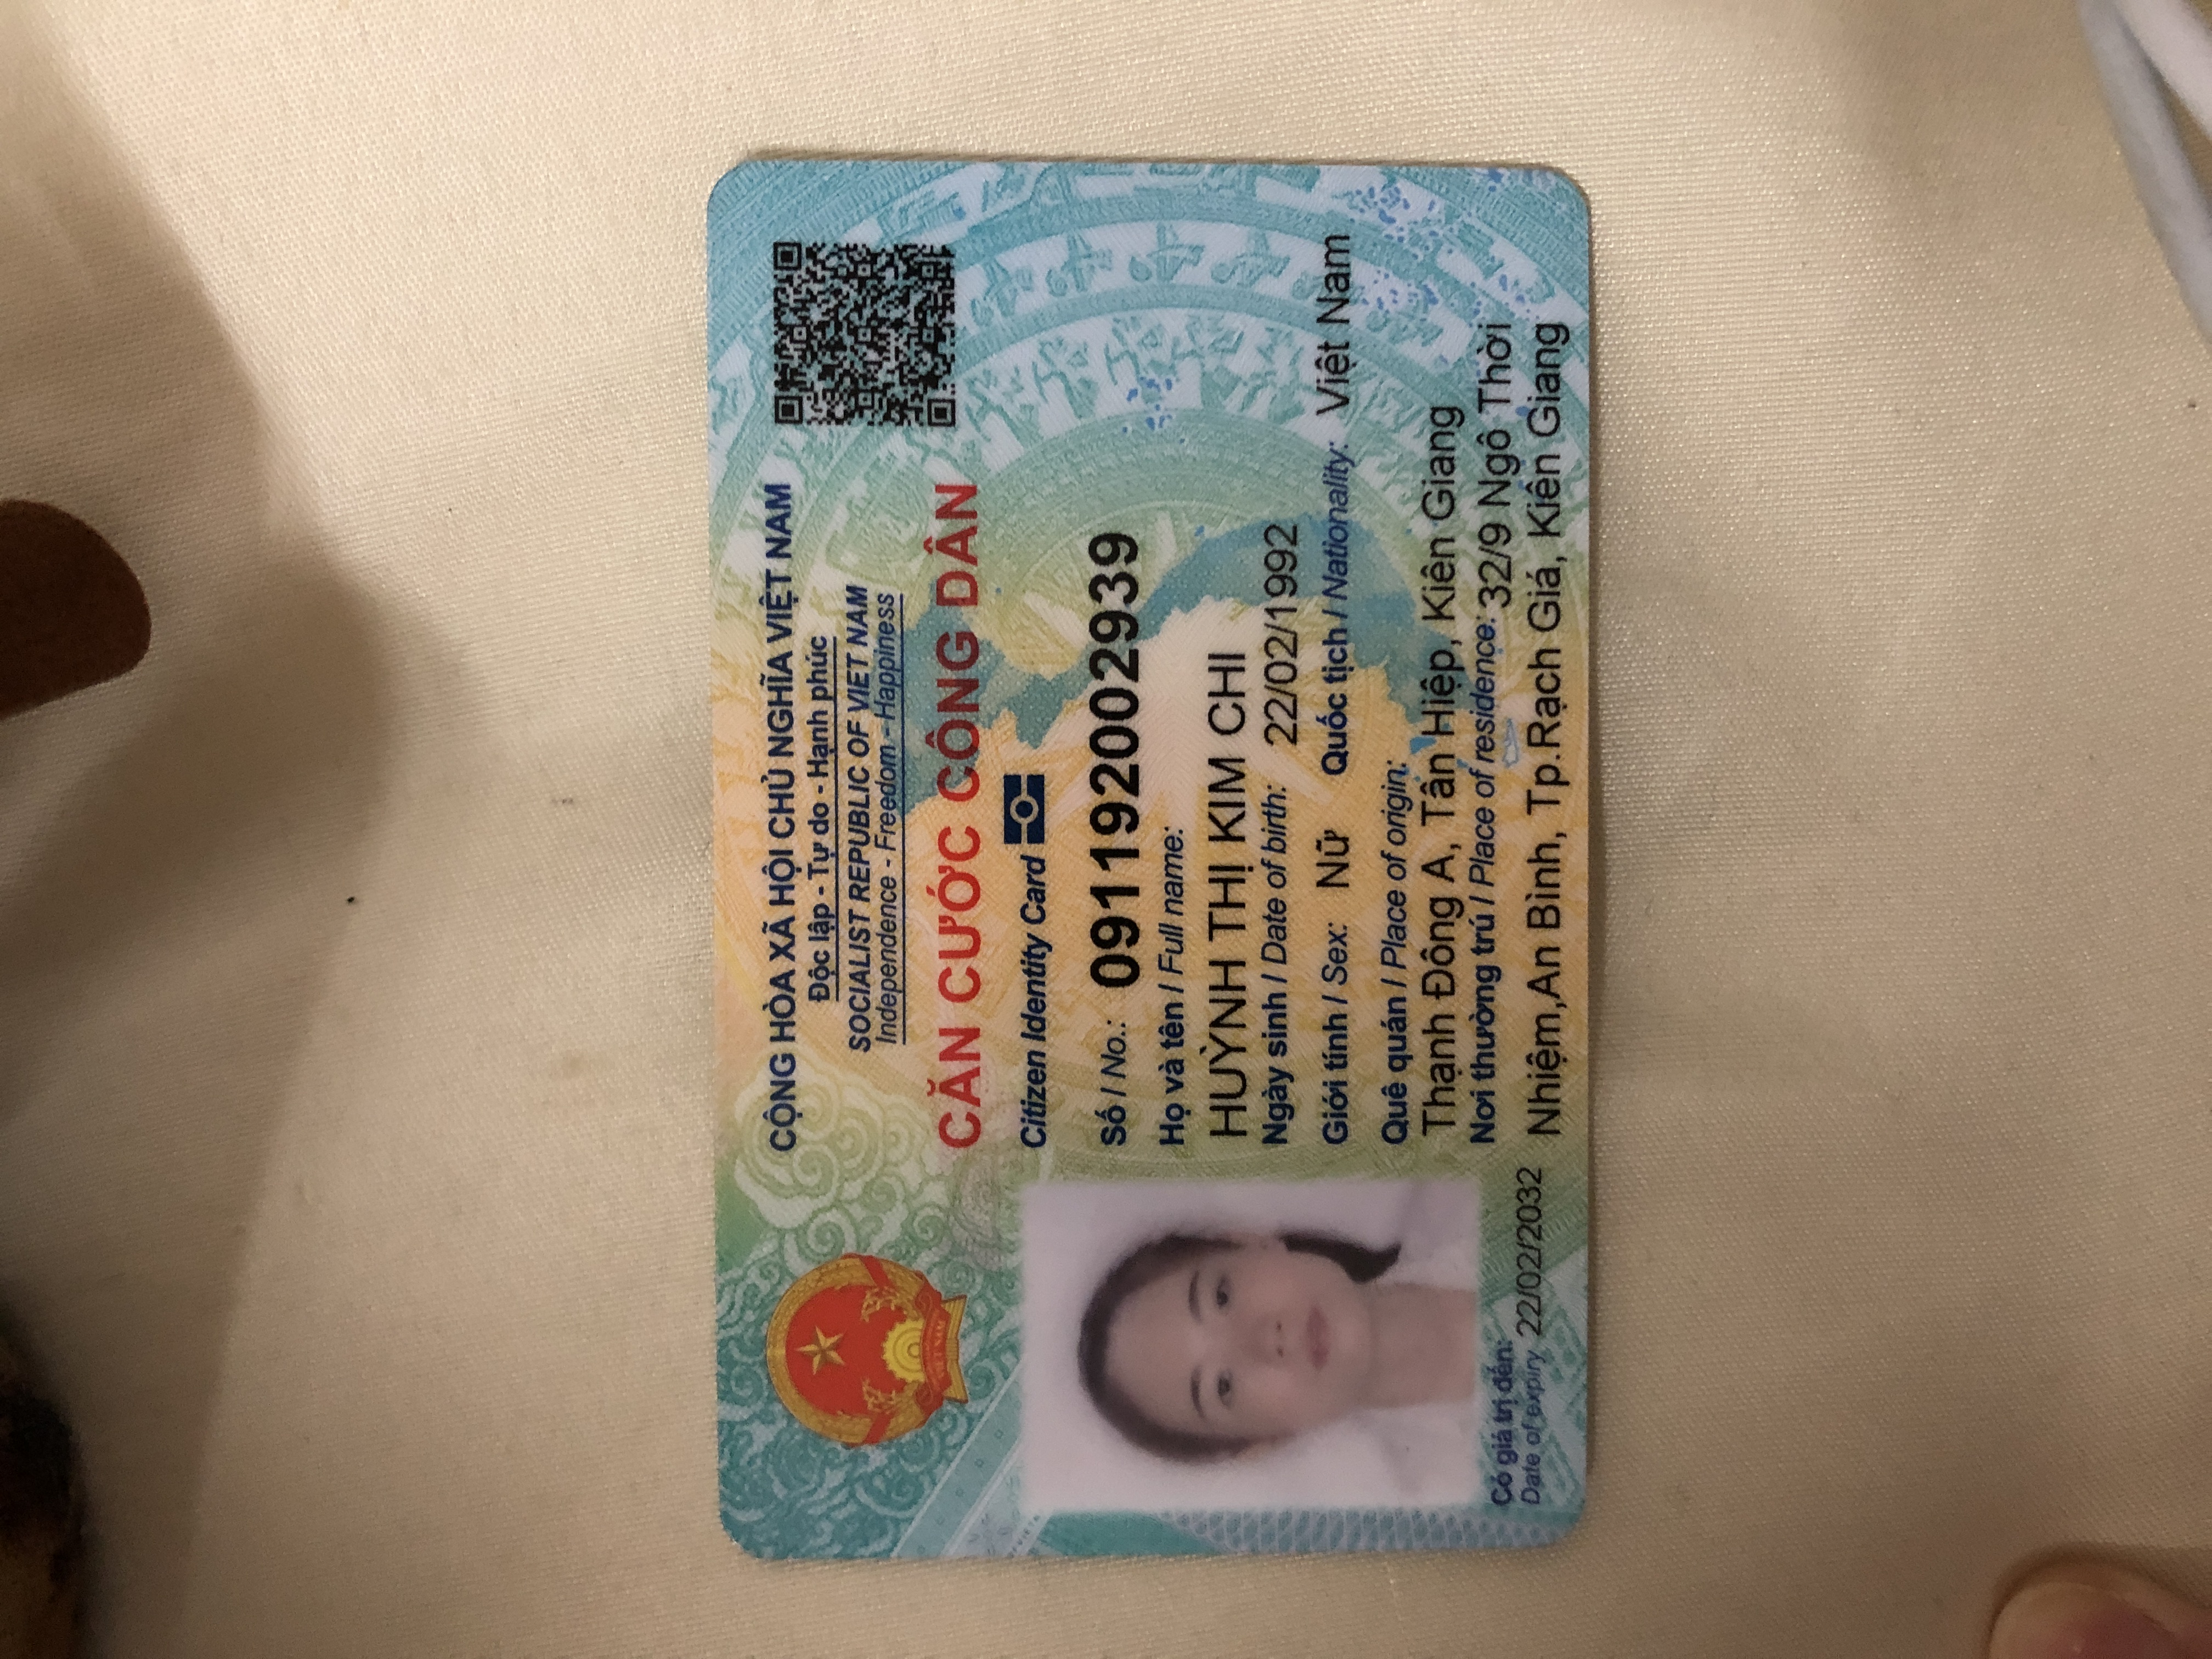 CỘNG HÒA XÃ HỘI CHỦ NGHĨA VIỆT NAM
Độc lập - Tự do - Hạnh phúc
SOCIALIST REPUBLIC OF VIET NAM
Independence - Freedom - Happiness
CĂN CƯỚC CÔNG DÂN
Citizen Identity Card
Số / No.: 091192002939
Họ và tên / Full name:
HUỲNH THỊ KIM CHI
Ngày sinh / Date of birth: 22/02/1992
Giới tính / Sex: Nữ Quốc tịch / Nationality: Việt Nam
Quê quán / Place of origin:
Thạnh Đông A, Tân Hiệp, Kiên Giang
Nơi thường trú / Place of residence: 32/9 Ngô Thời
Nhiệm,An Bình, Tp.Rạch Giá, Kiên Giang
Có giá trị đến:
Date of expiry 22/02/2032
VIỆT NAM